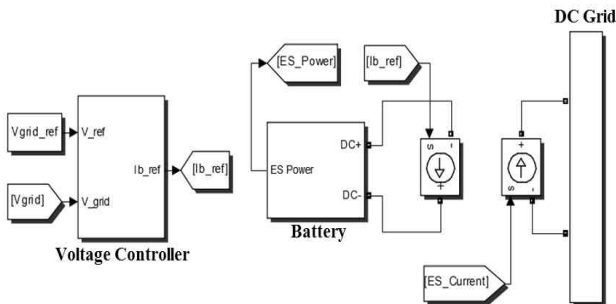 DC Grid
[ES_Power]
[Ib_ref]
Vgrid_ref
V_ref
Ib_ref
[Ib_ref]
[Vgrid]
V_grid
Voltage Controller
ES Power
DC+
DC-
Battery
s
-
+
+
s
-
[ES_Current]